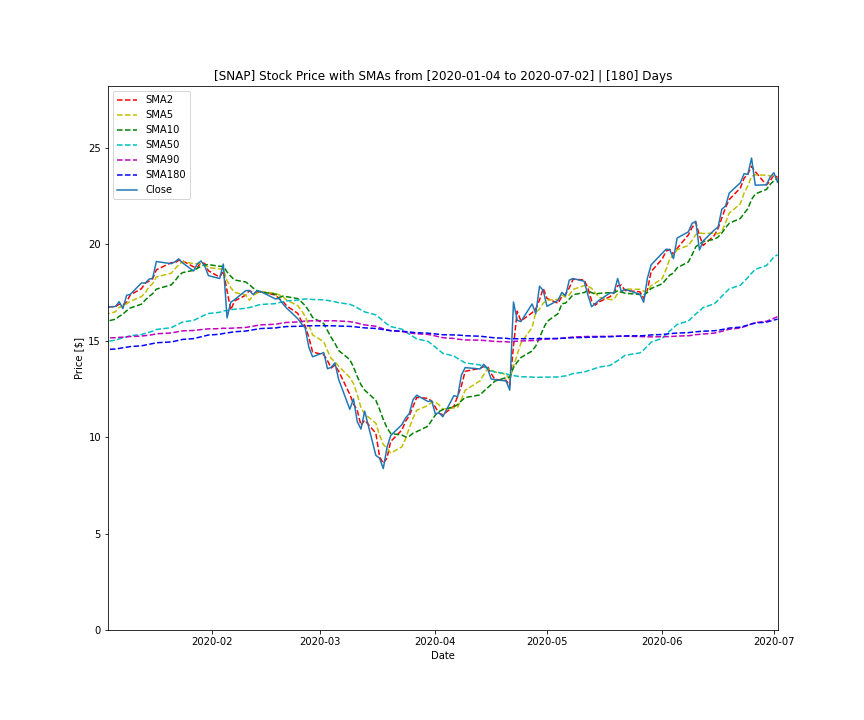 [SNAP] Stock Price with SMAs from [2020-01-04 to 2020-07-02] | [180] Days
SMA2
SMA5
SMA10
SMA50
SMA90
SMA180
Close
25
20
15
10
5
0
Price [$]
2020-02
2020-03
2020-04
2020-05
2020-06
2020-07
Date